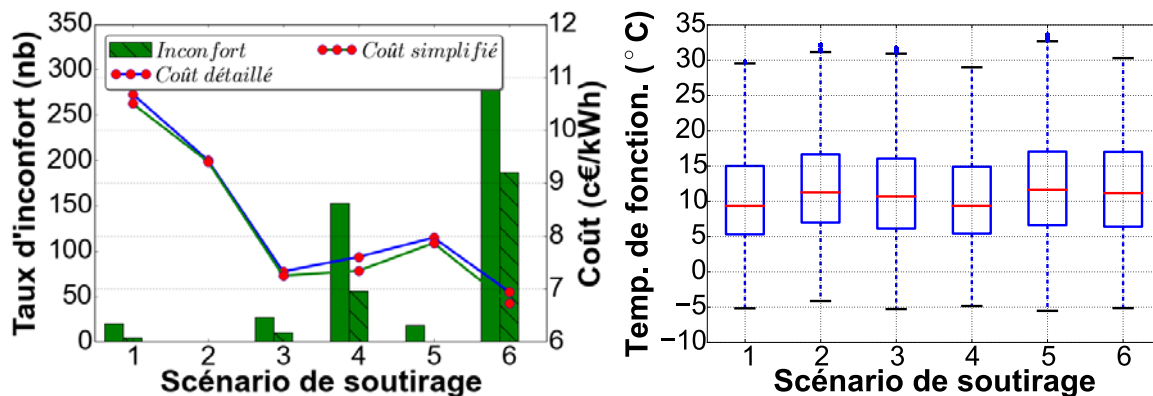 350
300
250
200
150
100
50
0
Taux d'inconfort (nb)
Inconfort
Coût simplifié
Coût détaillé
12
11
10
9
8
7
6
Coût (c€/kWh)
1 2 3 4 5 6
Scénario de soutirage
35
30
25
20
15
10
5
0
−5
−10
Temp. de fonction. (°C)
1 2 3 4 5 6
Scénario de soutirage